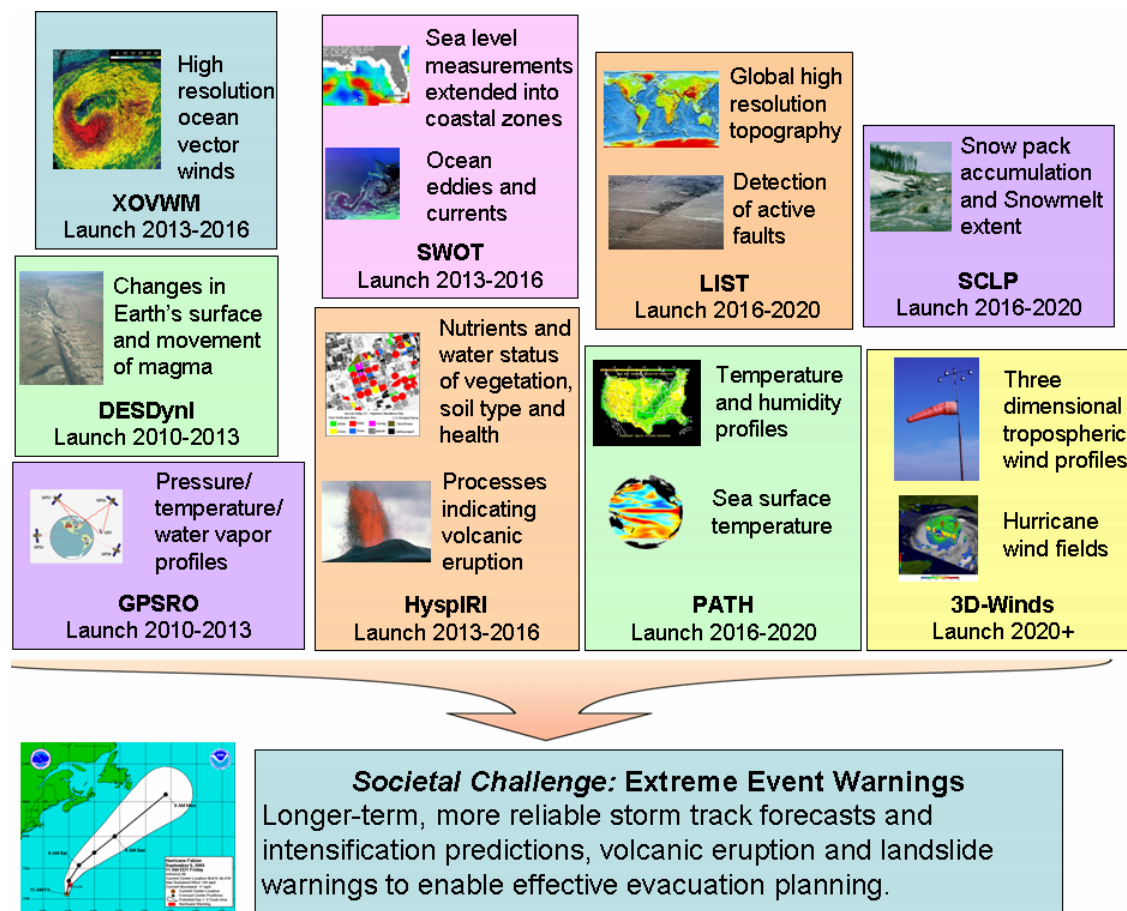 High
resolution
ocean
vector
winds
XOVWM
Launch 2013-2016
Sea level
measurements
extended into
coastal zones
Ocean
eddies and
currents
SWOT
Launch 2013-2016
Global high
resolution
topography
Detection
of active
faults
LIST
Launch 2016-2020
Snow pack
accumulation
and Snowmelt
extent
SCLP
Launch 2016-2020
Changes in
Earth's surface
and movement
of magma
DESDynI
Launch 2010-2013
Nutrients and
water status
of vegetation,
soil type and
health
Processes
indicating
volcanic
eruption
HyspIRI
Launch 2013-2016
Temperature
and humidity
profiles
Sea surface
temperature
PATH
Launch 2016-2020
Three
dimensional
tropospheric
wind profiles
Hurricane
wind fields
3D-Winds
Launch 2020+
Pressure/
temperature/
water vapor
profiles
GPSRO
Launch 2010-2013
Societal Challenge: Extreme Event Warnings
Longer-term, more reliable storm track forecasts and
intensification predictions, volcanic eruption and landslide
warnings to enable effective evacuation planning.
Hurricane Fabian
11 AM EDT Friday